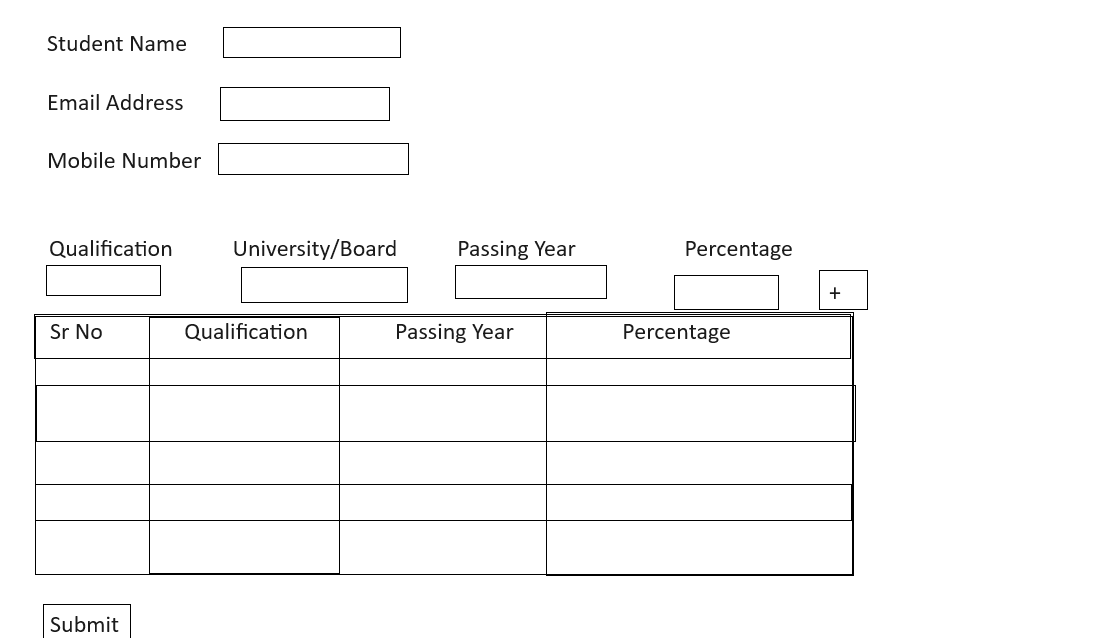 Student Name
Email Address
Mobile Number
Qualification University/Board Passing Year Percentage
+
Sr No Qualification Passing Year Percentage
Submit